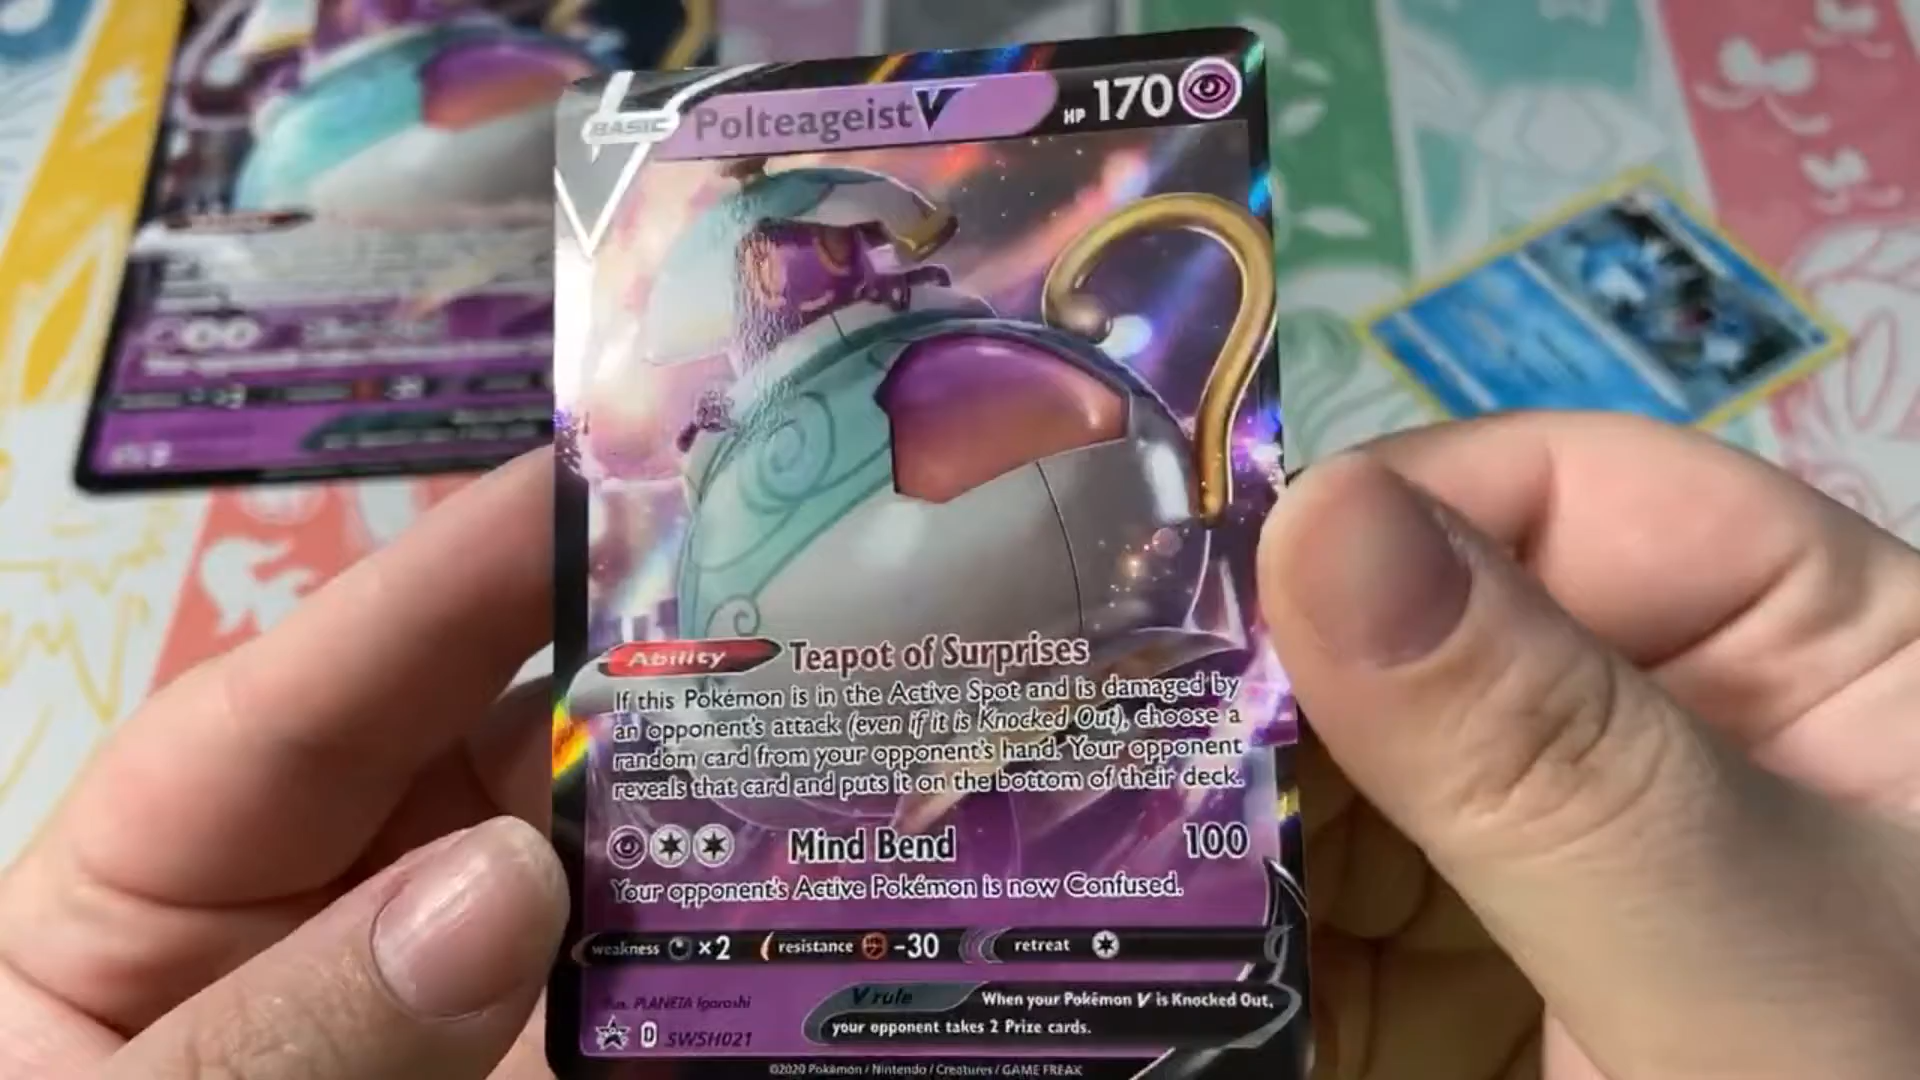 BASIC Polteageist V HP 170
Ability Teapot of Surprises
If this Pokémon is in the Active Spot and is damaged by
an opponent's attack (even if it is Knocked Out), choose a
random card from your opponent's hand. Your opponent
reveals that card and puts it on the bottom of their deck.
Mind Bend 100
Your opponent's Active Pokémon is now Confused.
weakness ×2 resistance -30 retreat
Illus. PLANETA Igarashi
V rule When your Pokémon V is Knocked Out,
your opponent takes 2 Prize cards.
D SWSH021
©2020 Pokémon / Nintendo / Creatures / GAME FREAK